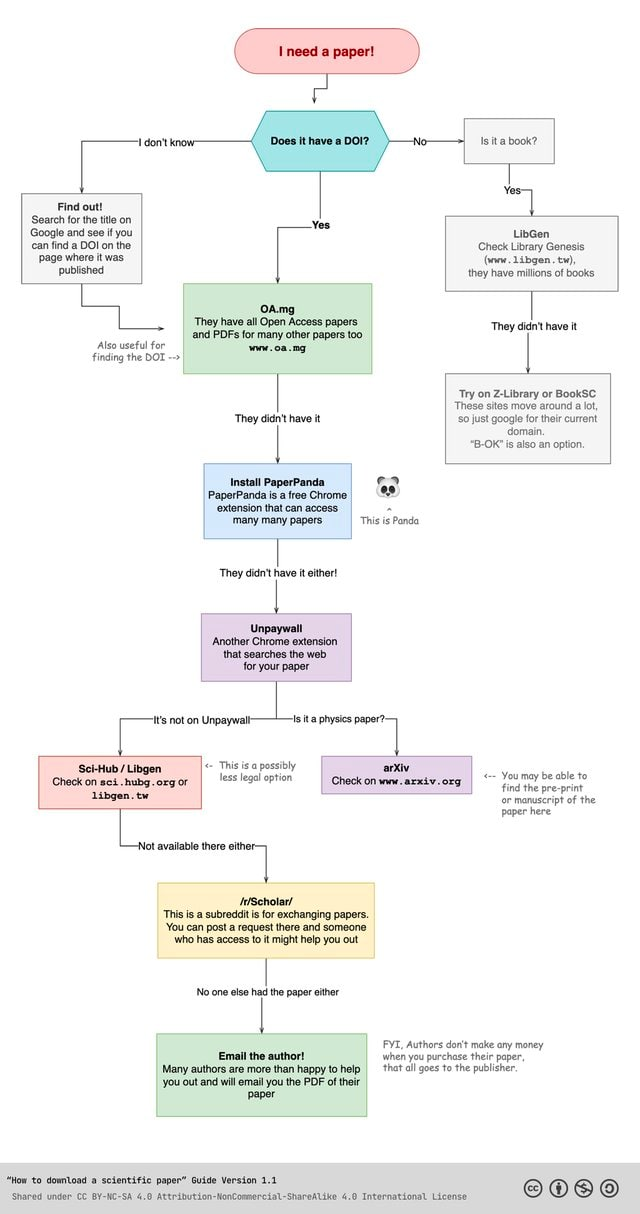 I need a paper!
Does it have a DOI?
I don't know
No
Is it a book?
Yes
Find out!
Search for the title on
Google and see if you
can find a DOI on the
page where it was
published
Yes
LibGen
Check Library Genesis
(www.libgen.tw),
they have millions of books
OA.mg
They have all Open Access papers
and PDFs for many other papers too
www.oa.mg
Also useful for
finding the DOI -->
They didn't have it
Try on Z-Library or BookSC
These sites move around a lot,
so just google for their current
domain.
“B-OK” is also an option.
They didn't have it
Install PaperPanda
PaperPanda is a free Chrome
extension that can access
many many papers
^
This is Panda
They didn't have it either!
Unpaywall
Another Chrome extension
that searches the web
for your paper
It's not on Unpaywall
Is it a physics paper?
Sci-Hub / Libgen
Check on sci.hubg.org or
libgen.tw
<- This is a possibly
less legal option
arXiv
Check on www.arxiv.org
<-- You may be able to
find the pre-print
or manuscript of the
paper here
Not available there either
/r/Scholar/
This is a subreddit is for exchanging papers.
You can post a request there and someone
who has access to it might help you out
No one else had the paper either
Email the author!
Many authors are more than happy to help
you out and will email you the PDF of their
paper
FYI, Authors don't make any money
when you purchase their paper,
that all goes to the publisher.
“How to download a scientific paper” Guide Version 1.1
Shared under CC BY-NC-SA 4.0 Attribution-NonCommercial-ShareAlike 4.0 International License
cc